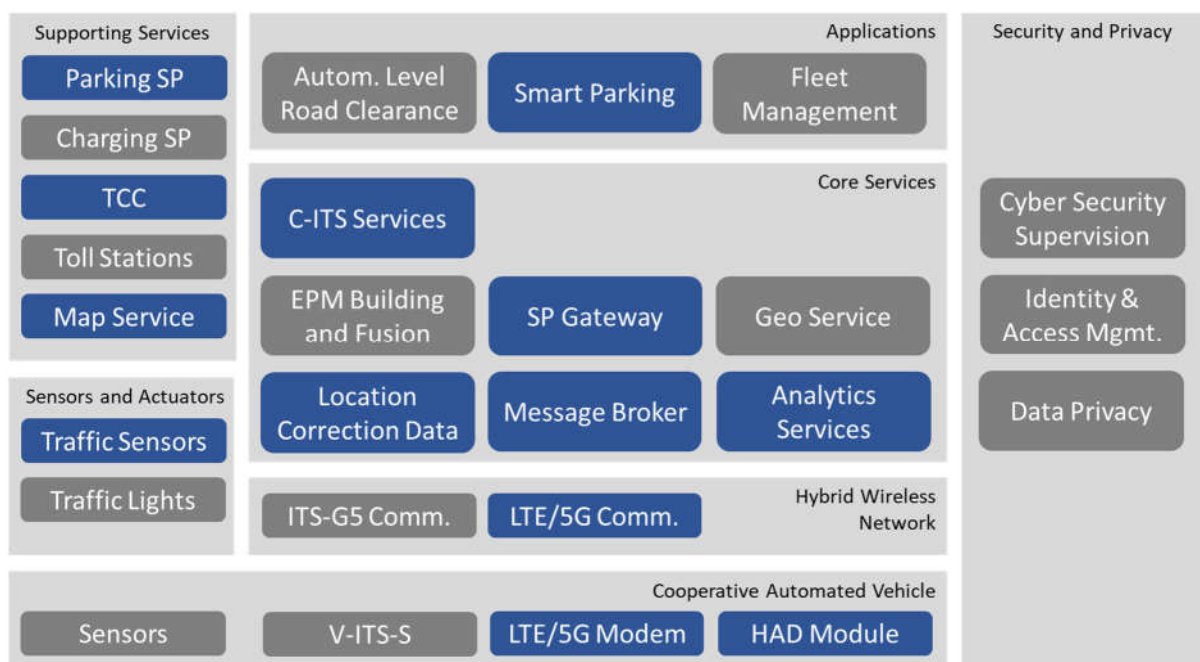 Supporting Services
Parking SP
Charging SP
TCC
Toll Stations
Map Service
Sensors and Actuators
Traffic Sensors
Traffic Lights
Applications
Autom. Level
Road Clearance
Smart Parking
Fleet
Management
Core Services
C-ITS Services
EPM Building
and Fusion
SP Gateway
Geo Service
Location
Correction Data
Message Broker
Analytics
Services
Hybrid Wireless
Network
ITS-G5 Comm.
LTE/5G Comm.
Cooperative Automated Vehicle
Sensors
V-ITS-S
LTE/5G Modem
HAD Module
Security and Privacy
Cyber Security
Supervision
Identity &
Access Mgmt.
Data Privacy